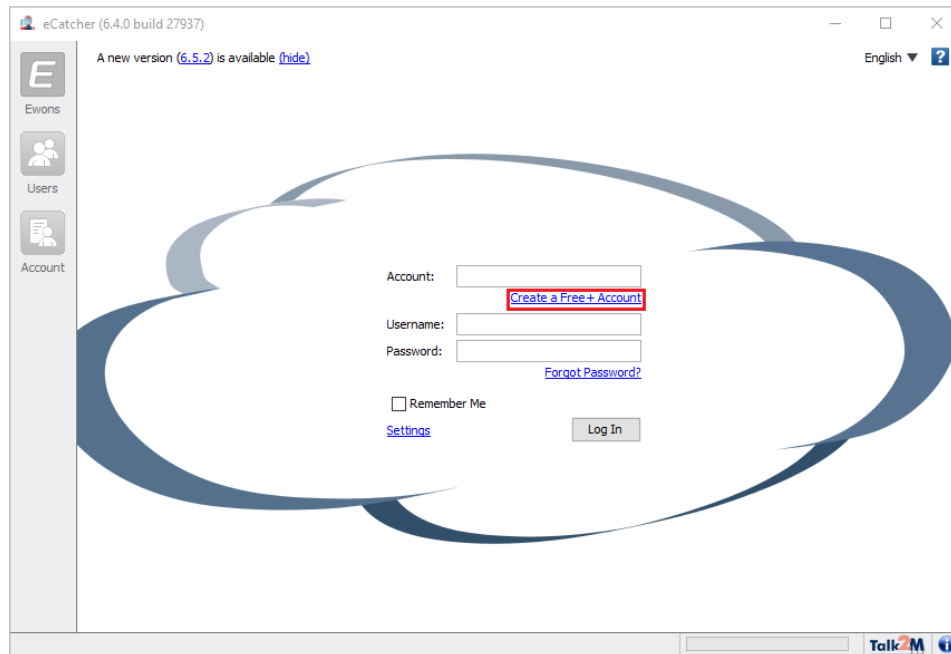 eCatcher (6.4.0 build 27937)
A new version (6.5.2) is available (hide)
English ?
E
Ewons
Users
Account
Account:
Create a Free+ Account
Username:
Password:
Forgot Password?
Remember Me
Settings
Log In
Talk2M i